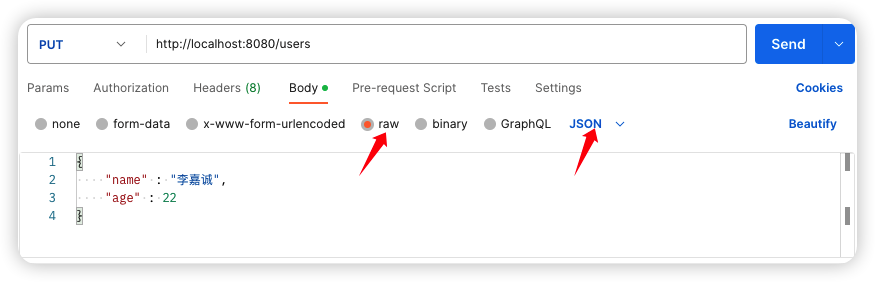 PUT http://localhost:8080/users Send
Params Authorization Headers (8) Body Pre-request Script Tests Settings Cookies
none form-data x-www-form-urlencoded raw binary GraphQL JSON Beautify
1 {
2 "name" : "李嘉诚",
3 "age" : 22
4 }